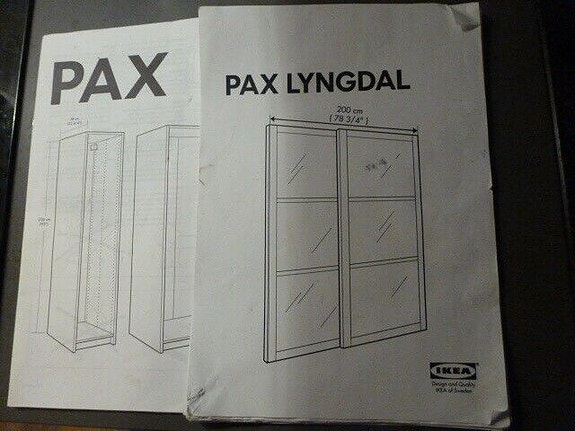 PAX
PAX LYNGDAL
200 cm
( 78 3/4" )
IKEA
Design and Quality
IKEA of Sweden